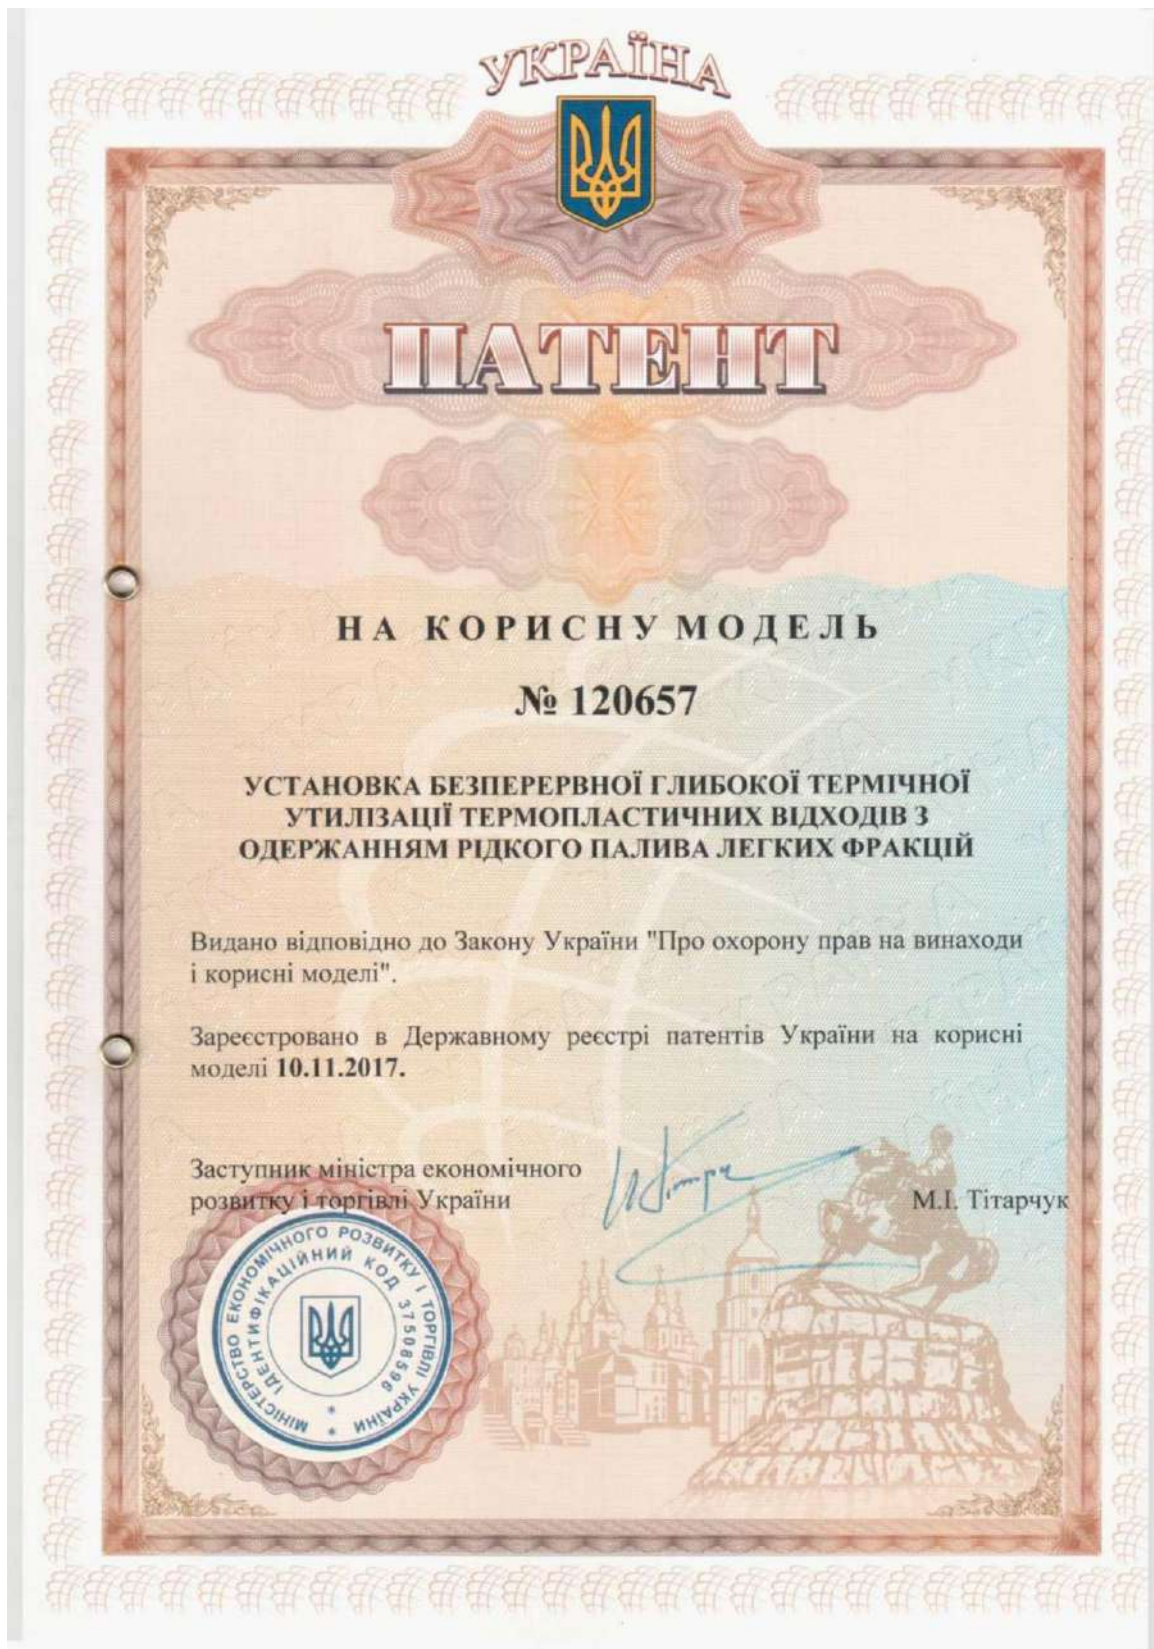 УКРАЇНА
ПАТЕНТ
НА КОРИСНУ МОДЕЛЬ
№ 120657
УСТАНОВКА БЕЗПЕРЕРВНОЇ ГЛИБОКОЇ ТЕРМІЧНОЇ
УТИЛІЗАЦІЇ ТЕРМОПЛАСТИЧНИХ ВІДХОДІВ З
ОДЕРЖАННЯМ РІДКОГО ПАЛИВА ЛЕГКИХ ФРАКЦІЙ
Видано відповідно до Закону України "Про охорону прав на винаходи
і корисні моделі".
Зареєстровано в Державному реєстрі патентів України на корисні
моделі 10.11.2017.
Заступник міністра економічного
розвитку і торгівлі України
М.І. Тітарчук
МІНІСТЕРСТВО ЕКОНОМІЧНОГО РОЗВИТКУ І ТОРГІВЛІ УКРАЇНИ
ІДЕНТИФІКАЦІЙНИЙ КОД 37508596